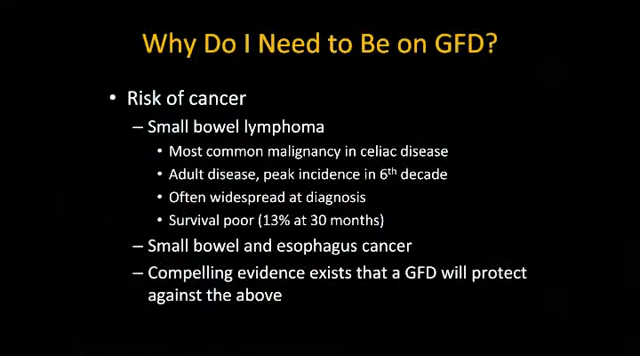 Why Do I Need to Be on GFD?
• Risk of cancer
– Small bowel lymphoma
• Most common malignancy in celiac disease
• Adult disease, peak incidence in 6th decade
• Often widespread at diagnosis
• Survival poor (13% at 30 months)
– Small bowel and esophagus cancer
– Compelling evidence exists that a GFD will protect
against the above